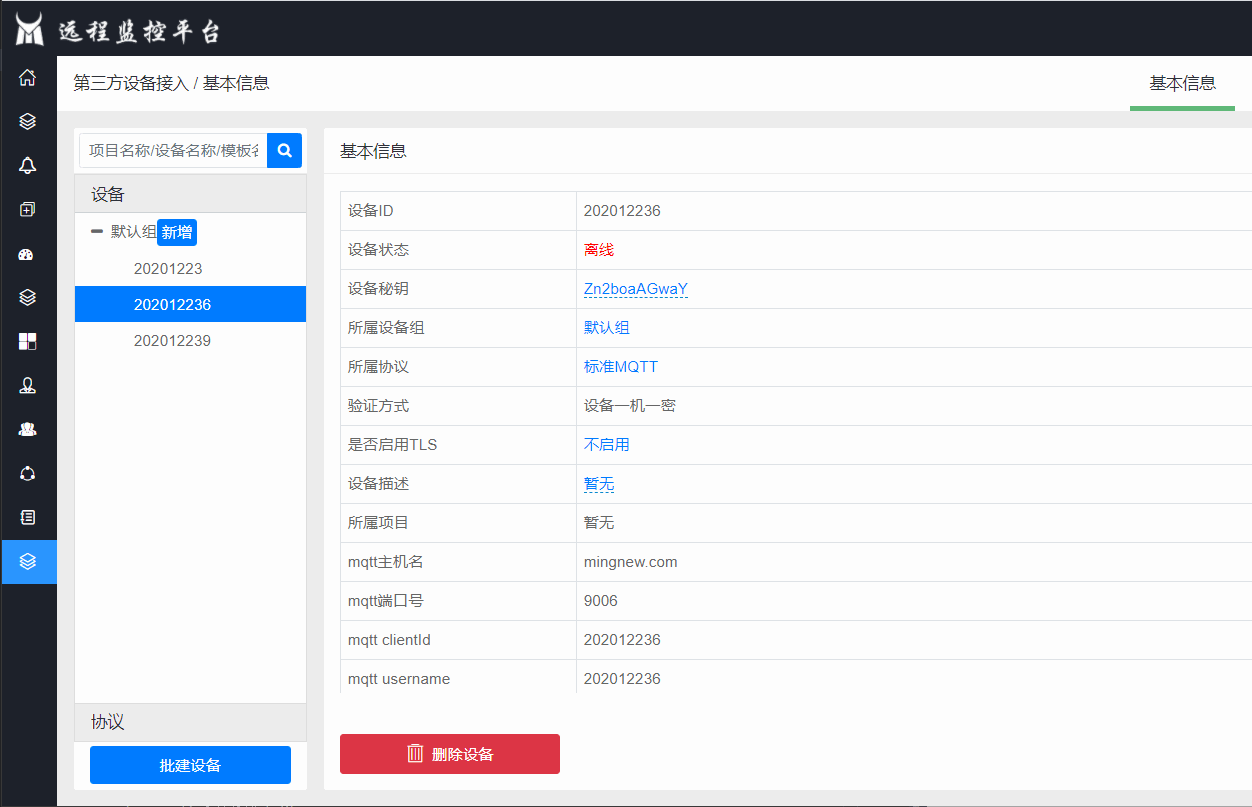 远程监控平台
第三方设备接入 / 基本信息
基本信息
项目名称/设备名称/模板名
设备
默认组 新增
20201223
202012236
202012239
协议
批建设备
基本信息
设备ID 202012236
设备状态 离线
设备秘钥 Zn2boaAGwaY
所属设备组 默认组
所属协议 标准MQTT
验证方式 设备一机一密
是否启用TLS 不启用
设备描述 暂无
所属项目 暂无
mqtt主机名 mingnew.com
mqtt端口号 9006
mqtt clientId 202012236
mqtt username 202012236
删除设备